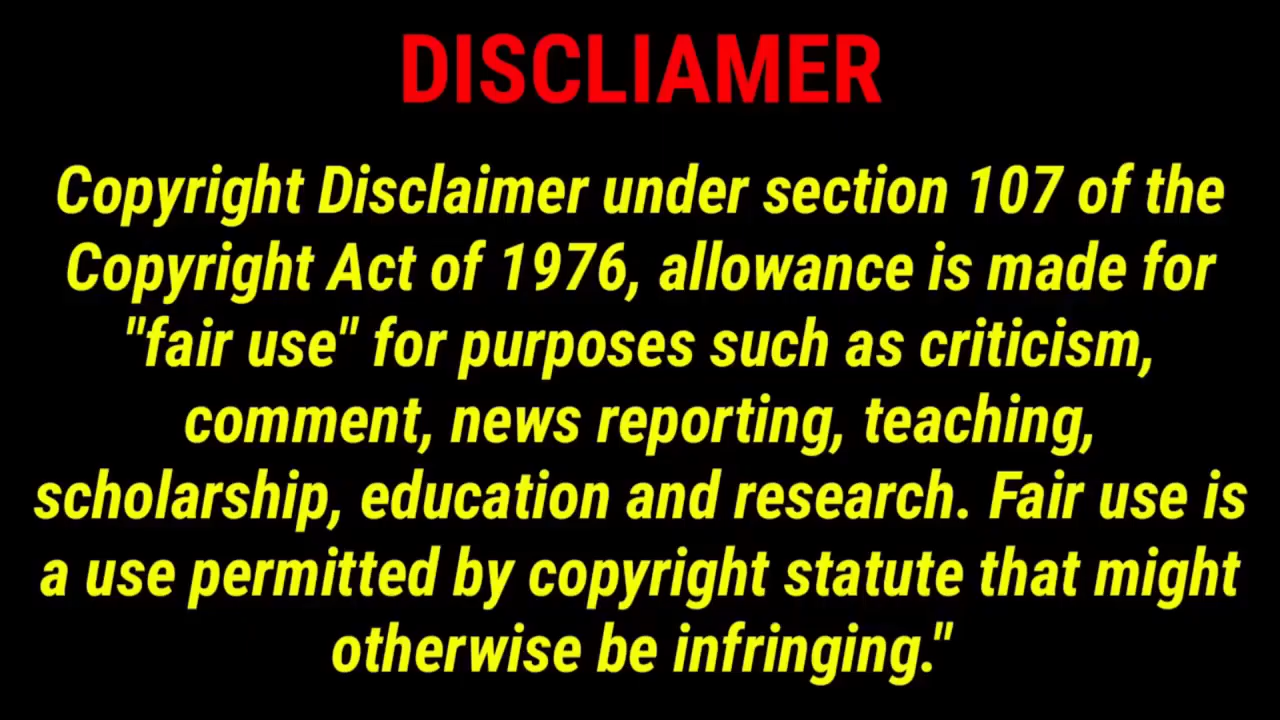 DISCLIAMER
Copyright Disclaimer under section 107 of the
Copyright Act of 1976, allowance is made for
"fair use" for purposes such as criticism,
comment, news reporting, teaching,
scholarship, education and research. Fair use is
a use permitted by copyright statute that might
otherwise be infringing."